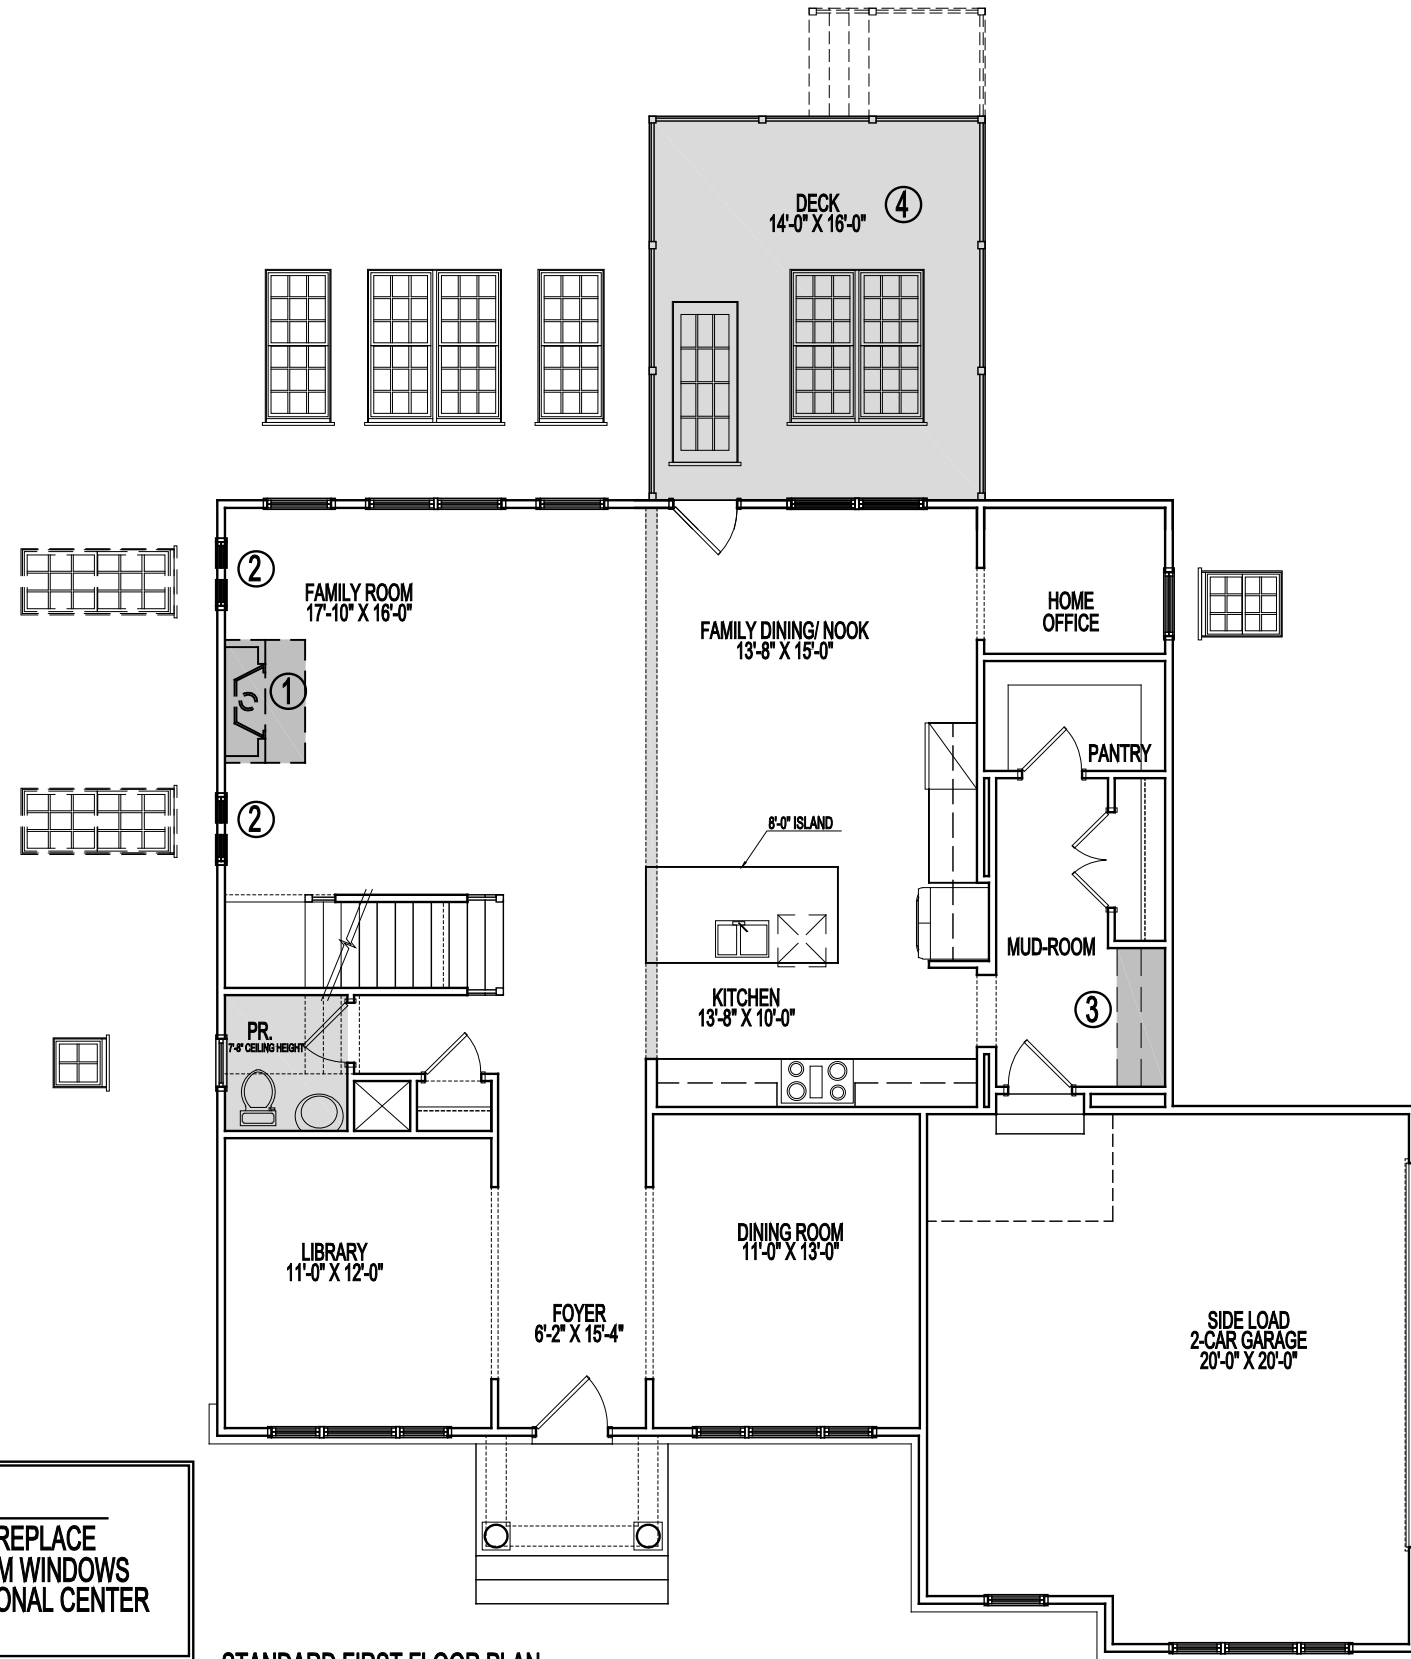 DECK
14'-0" X 16'-0"
4
2
FAMILY ROOM
17'-10" X 16'-0"
HOME
OFFICE
FAMILY DINING/ NOOK
13'-8" X 15'-0"
1
PANTRY
2
8'-0" ISLAND
MUD-ROOM
KITCHEN
13'-8" X 10'-0"
3
PR.
7'-6" CEILING HEIGHT
LIBRARY
11'-0" X 12'-0"
DINING ROOM
11'-0" X 13'-0"
FOYER
6'-2" X 15'-4"
SIDE LOAD
2-CAR GARAGE
20'-0" X 20'-0"
REPLACE
M WINDOWS
ONAL CENTER
STANDARD FIRST FLOOR PLAN